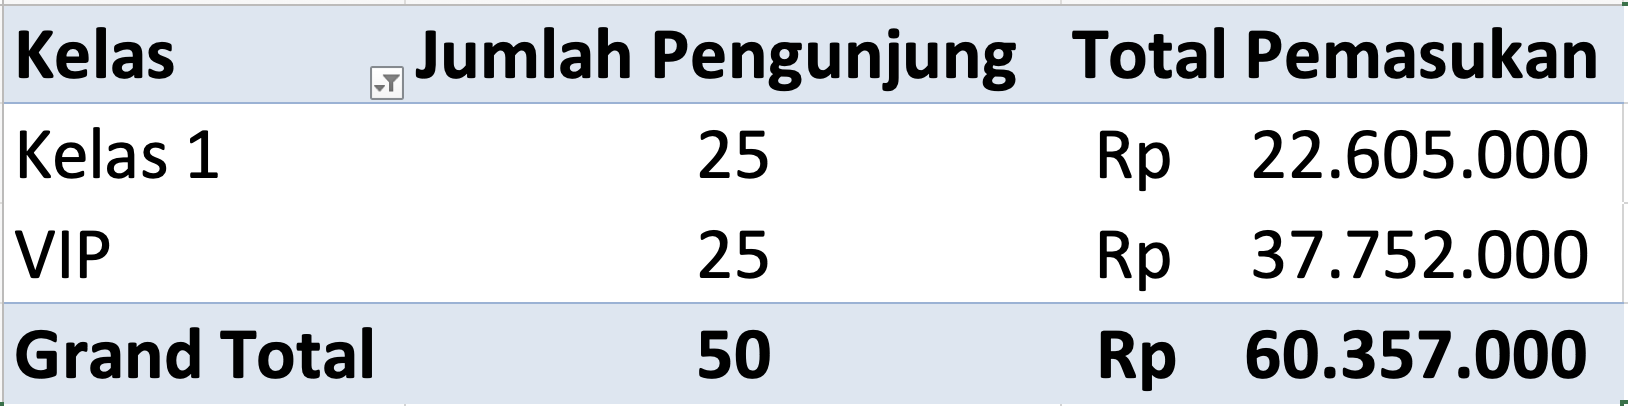 Kelas Jumlah Pengunjung Total Pemasukan
Kelas 1 25 Rp 22.605.000
VIP 25 Rp 37.752.000
Grand Total 50 Rp 60.357.000